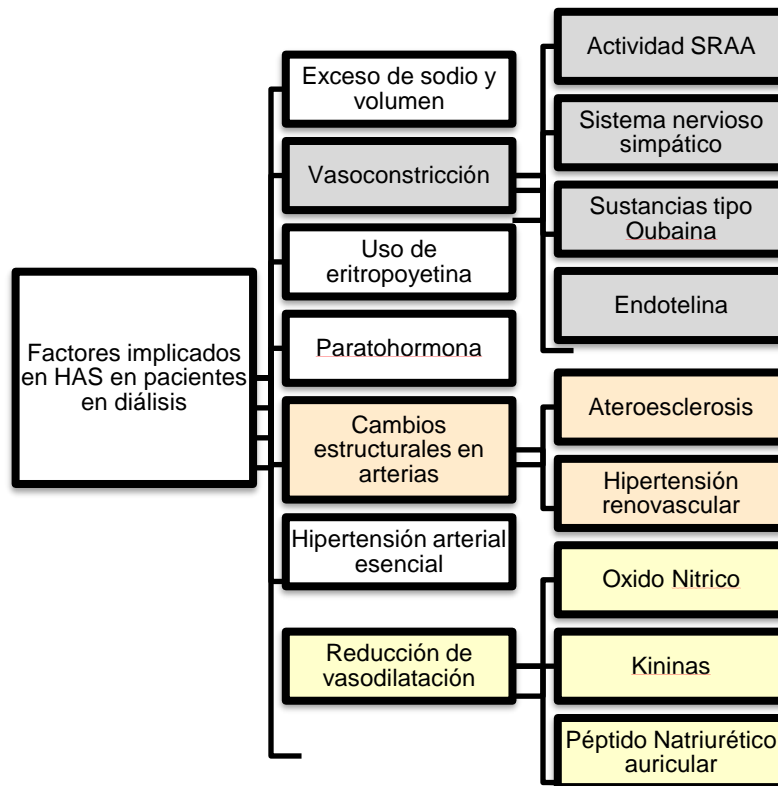 Factores implicados
en HAS en pacientes
en diálisis
Exceso de sodio y
volumen
Vasoconstricción
Uso de
eritropoyetina
Paratohormona
Cambios
estructurales en
arterias
Hipertensión arterial
esencial
Reducción de
vasodilatación
Actividad SRAA
Sistema nervioso
simpático
Sustancias tipo
Oubaina
Endotelina
Ateroesclerosis
Hipertensión
renovascular
Oxido Nitrico
Kininas
Péptido Natriurético
auricular